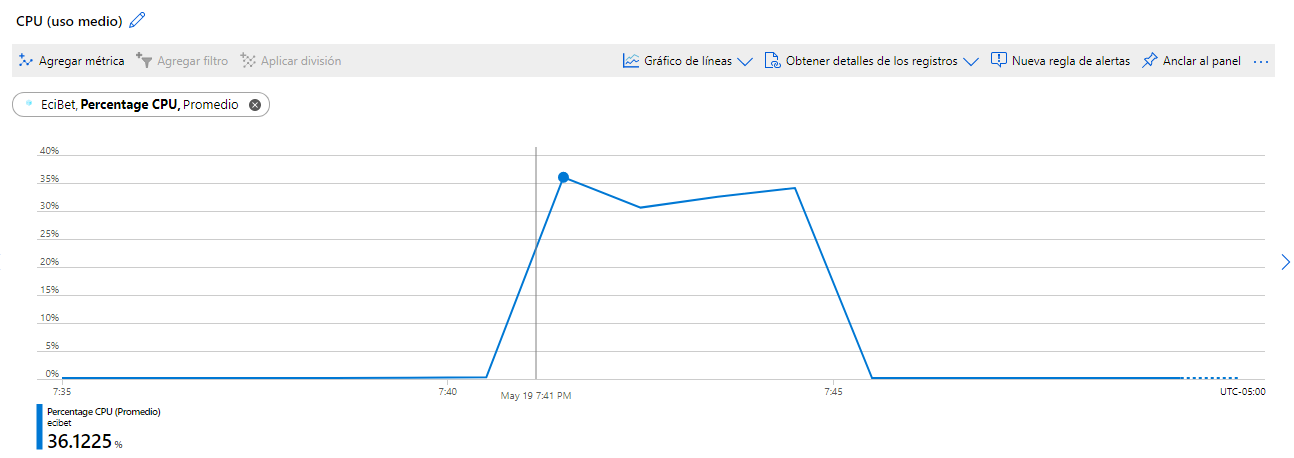 CPU (uso medio)
Agregar métrica Agregar filtro Aplicar división Gráfico de líneas Obtener detalles de los registros Nueva regla de alertas Anclar al panel ...
EciBet, Percentage CPU, Promedio
40%
35%
30%
25%
20%
15%
10%
5%
0%
7:35 7:40 May 19 7:41 PM 7:45 UTC-05:00
Percentage CPU (Promedio)
ecibet
36.1225 %